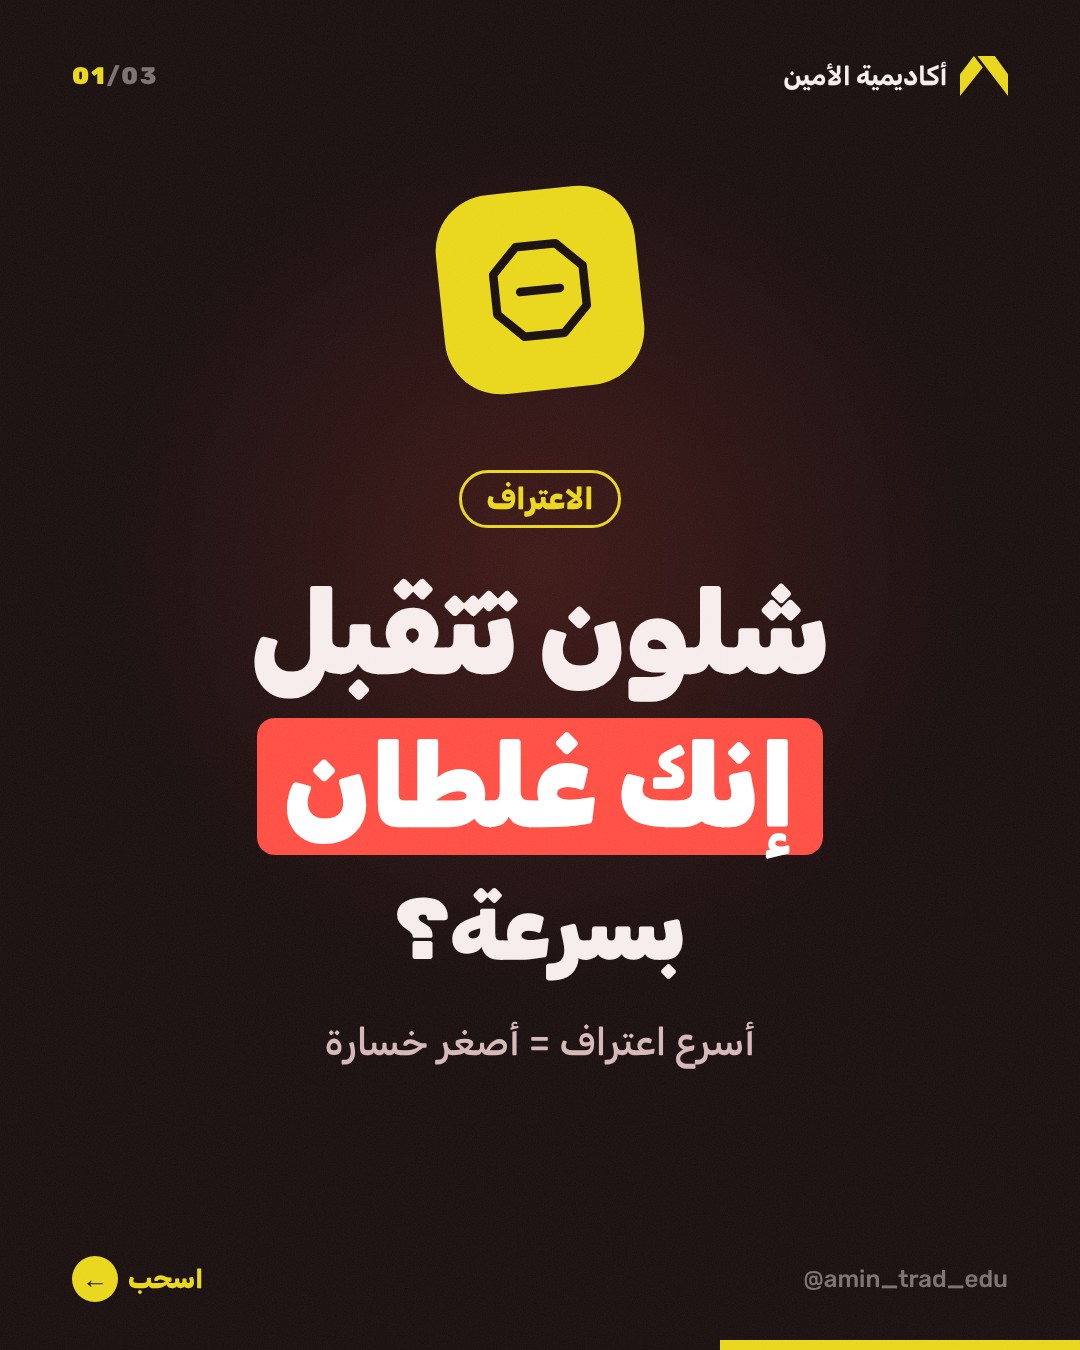 أكاديمية الأمين
01/03
الاعتراف
شلون تتقبل
إنك غلطان
بسرعة؟
أسرع اعتراف = أصغر خسارة
@amin_trad_edu
اسحب ←